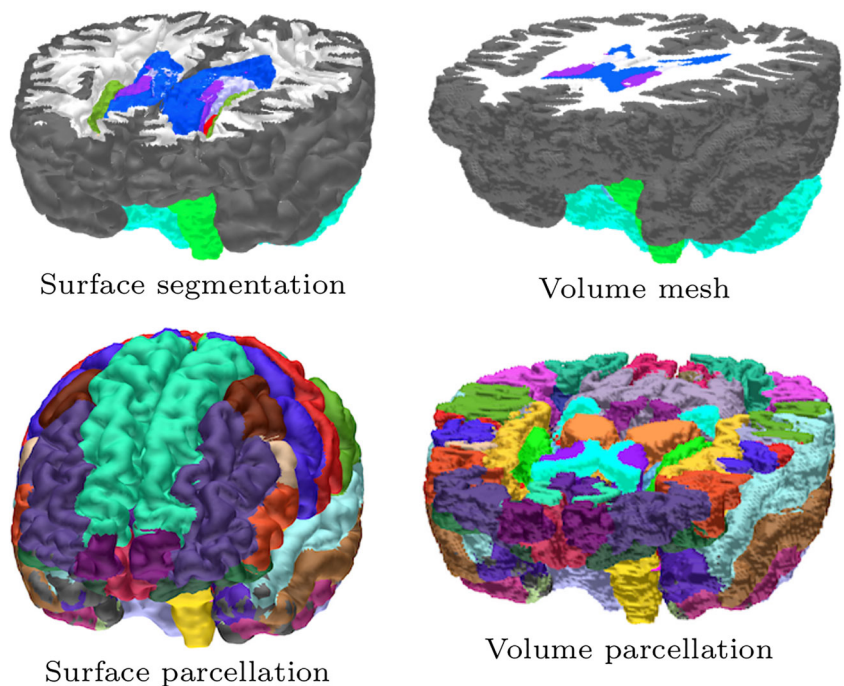 Surface segmentation
Volume mesh
Surface parcellation
Volume parcellation